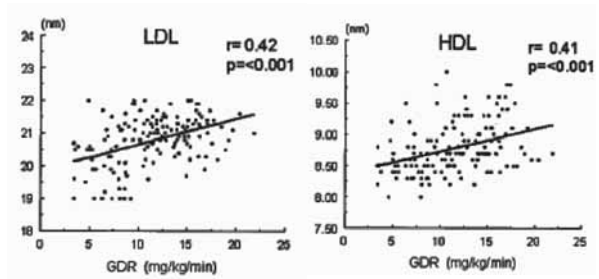 (nm)
LDL
r= 0.42
p=<0.001
24
23
22
21
20
19
18
0
5
10
15
20
25
GDR (mg/kg/min)
(nm)
HDL
r= 0.41
p=<0.001
10.50
10.00
9.50
9.00
8.50
8.00
7.50
0
5
10
15
20
25
GDR (mg/kg/min)